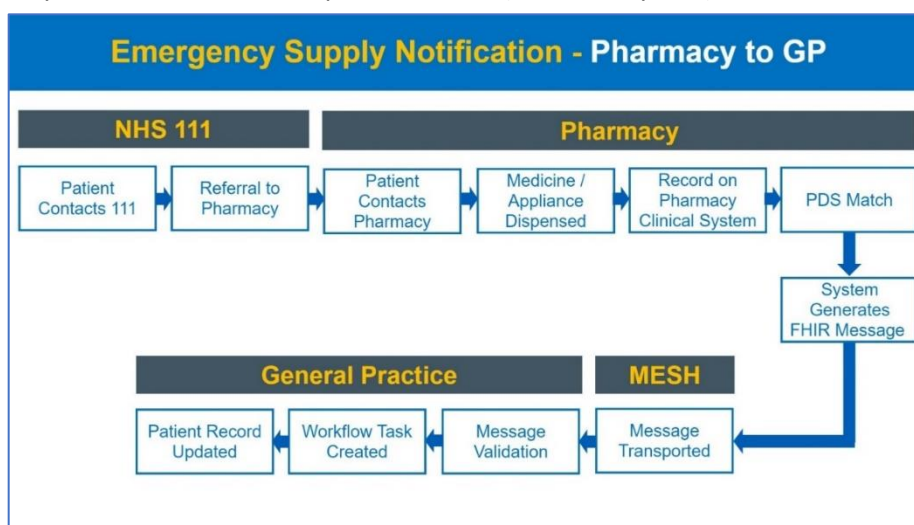 Emergency Supply Notification - Pharmacy to GP
NHS 111
Pharmacy
Patient
Contacts 111
Referral to
Pharmacy
Patient
Contacts
Pharmacy
Medicine /
Appliance
Dispensed
Record on
Pharmacy
Clinical System
PDS Match
System
Generates
FHIR Message
General Practice
MESH
Patient Record
Updated
Workflow Task
Created
Message
Validation
Message
Transported